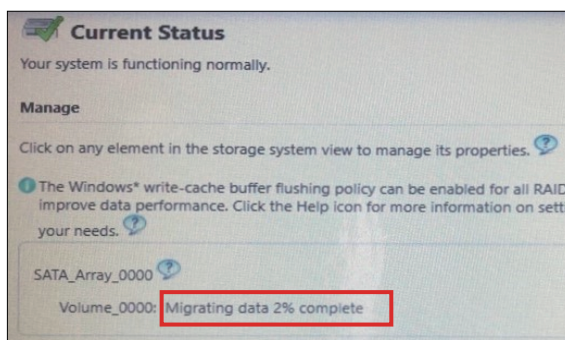 Current Status
Your system is functioning normally.
Manage
Click on any element in the storage system view to manage its properties.
The Windows* write-cache buffer flushing policy can be enabled for all RAID
improve data performance. Click the Help icon for more information on sett
your needs.
SATA_Array_0000
Volume_0000: Migrating data 2% complete